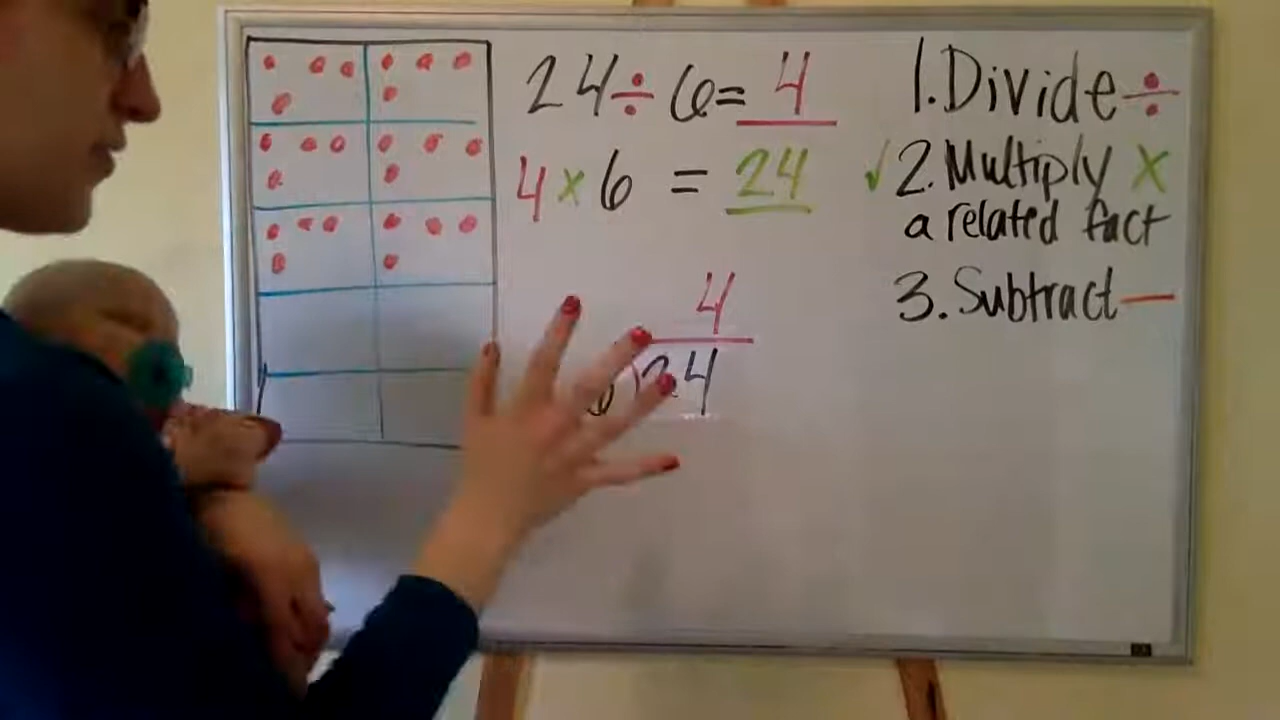 24 ÷ 6 = 4
4 × 6 = 24
4
24
1. Divide ÷
✓ 2. Multiply ×
a related fact
3. Subtract —